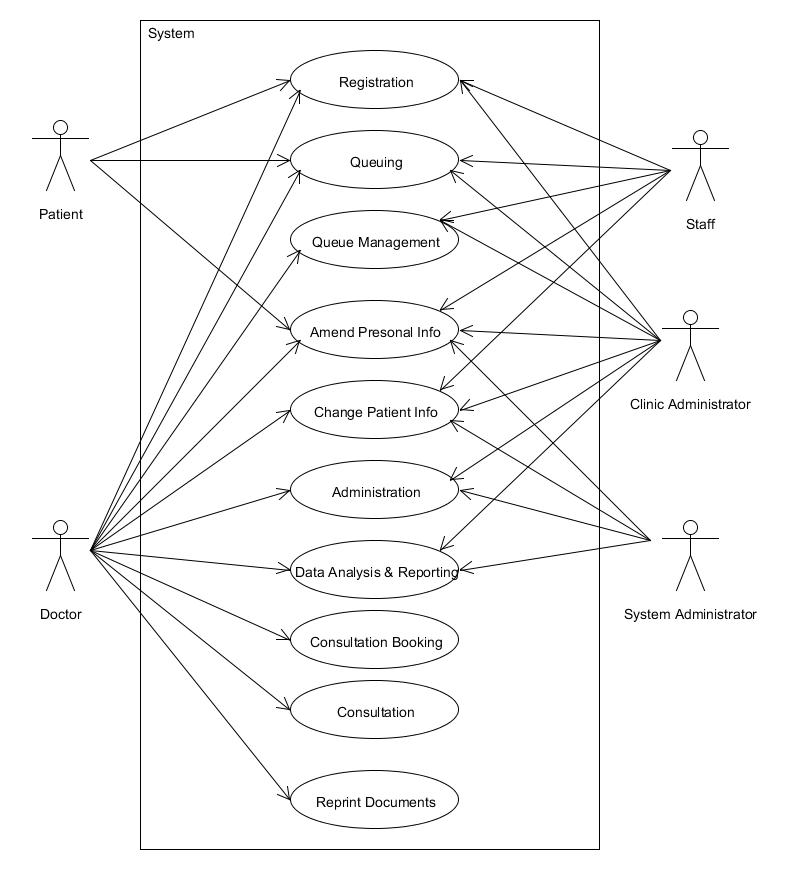 System
Registration
Queuing
Patient
Staff
Queue Management
Amend Presonal Info
Clinic Administrator
Change Patient Info
Administration
Data Analysis & Reporting
Doctor
System Administrator
Consultation Booking
Consultation
Reprint Documents